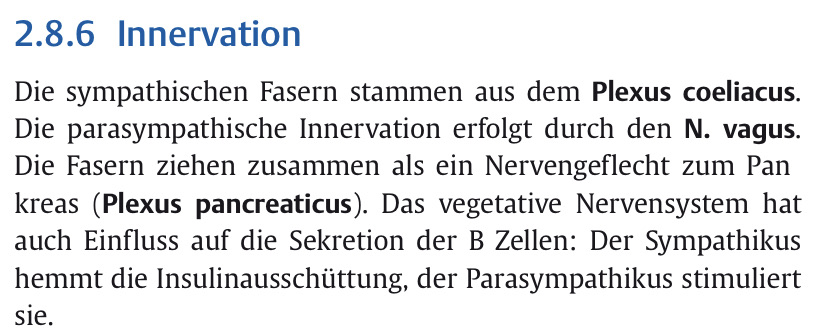 2.8.6 Innervation
Die sympathischen Fasern stammen aus dem Plexus coeliacus.
Die parasympathische Innervation erfolgt durch den N. vagus.
Die Fasern ziehen zusammen als ein Nervengeflecht zum Pan
kreas (Plexus pancreaticus). Das vegetative Nervensystem hat
auch Einfluss auf die Sekretion der B Zellen: Der Sympathikus
hemmt die Insulinausschüttung, der Parasympathikus stimuliert
sie.